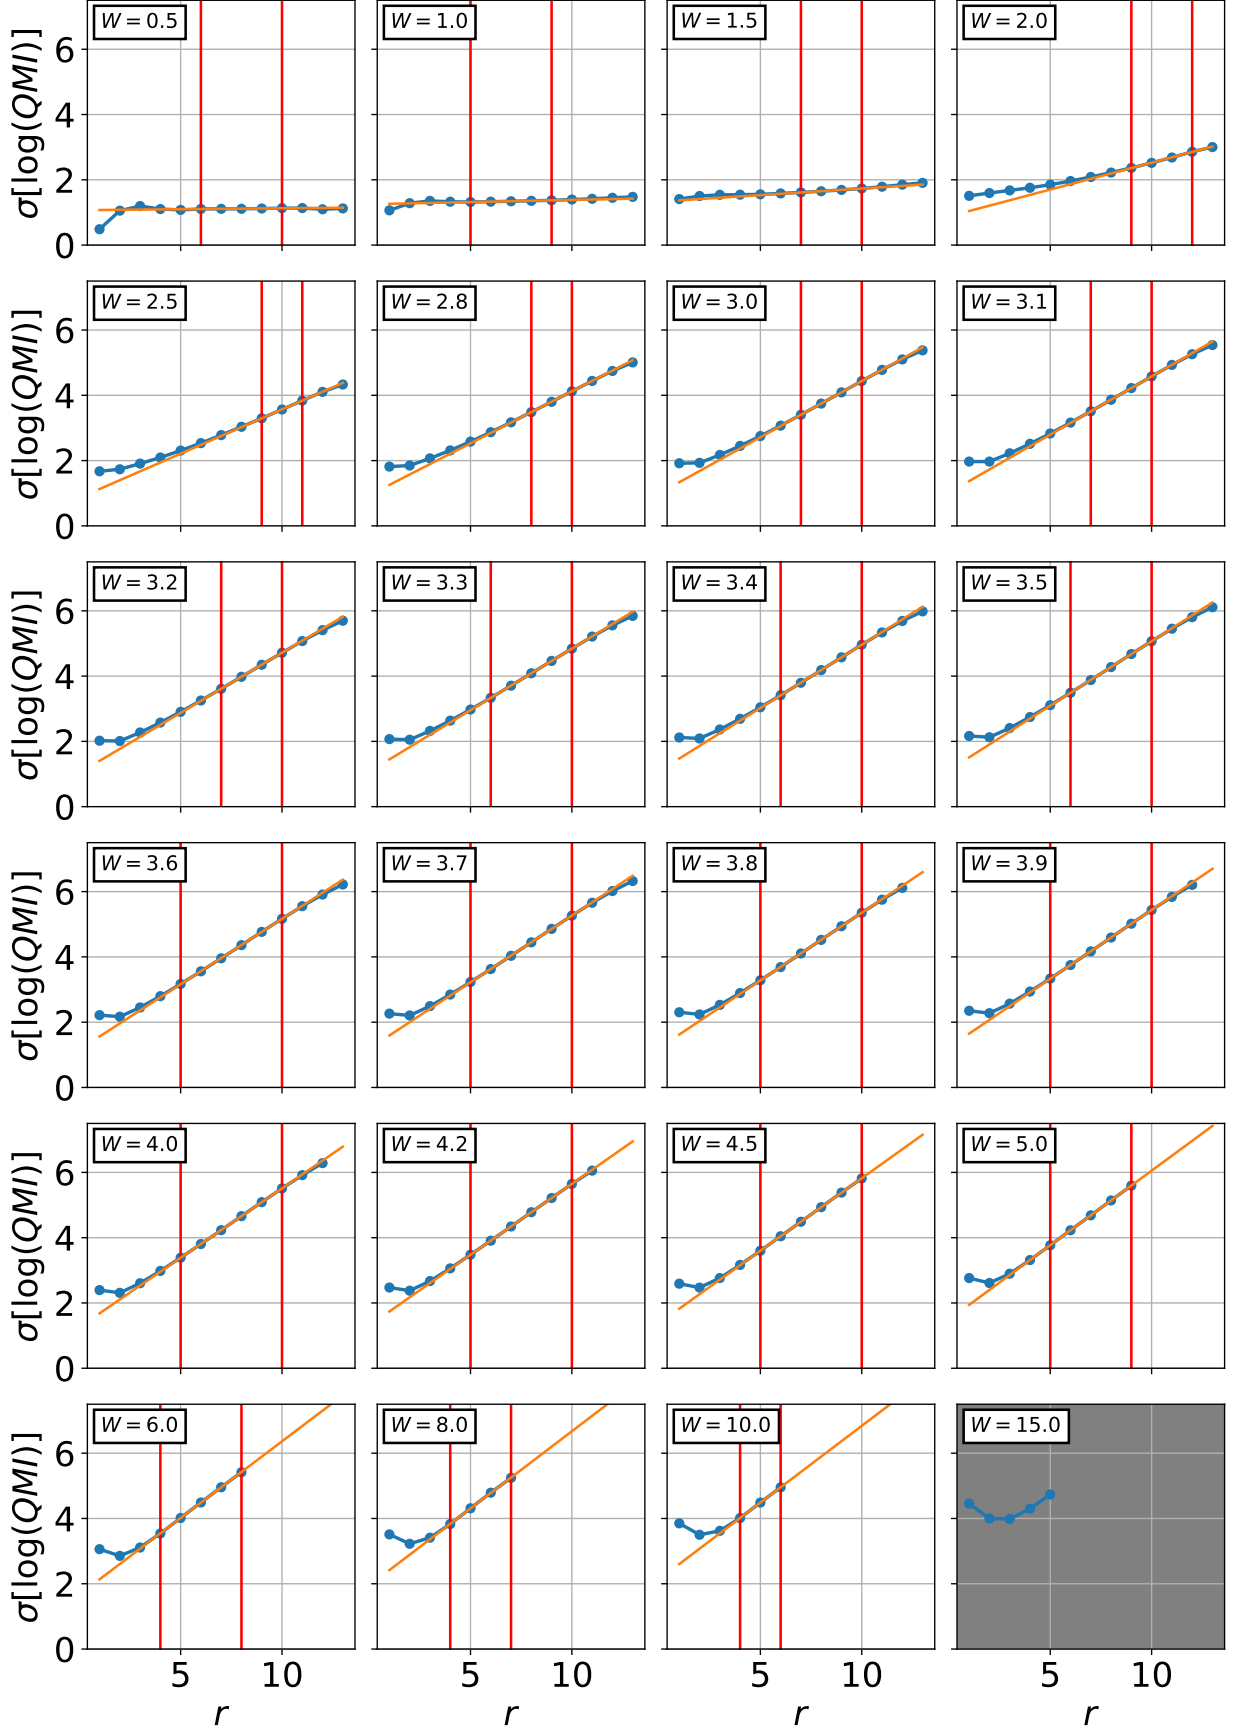 W = 0.5 W = 1.0 W = 1.5 W = 2.0
σ[log(QMI)]
6
4
2
0
W = 2.5 W = 2.8 W = 3.0 W = 3.1
σ[log(QMI)]
6
4
2
0
W = 3.2 W = 3.3 W = 3.4 W = 3.5
σ[log(QMI)]
6
4
2
0
W = 3.6 W = 3.7 W = 3.8 W = 3.9
σ[log(QMI)]
6
4
2
0
W = 4.0 W = 4.2 W = 4.5 W = 5.0
σ[log(QMI)]
6
4
2
0
W = 6.0 W = 8.0 W = 10.0 W = 15.0
σ[log(QMI)]
6
4
2
0
5 10 5 10 5 10 5 10
r r r r